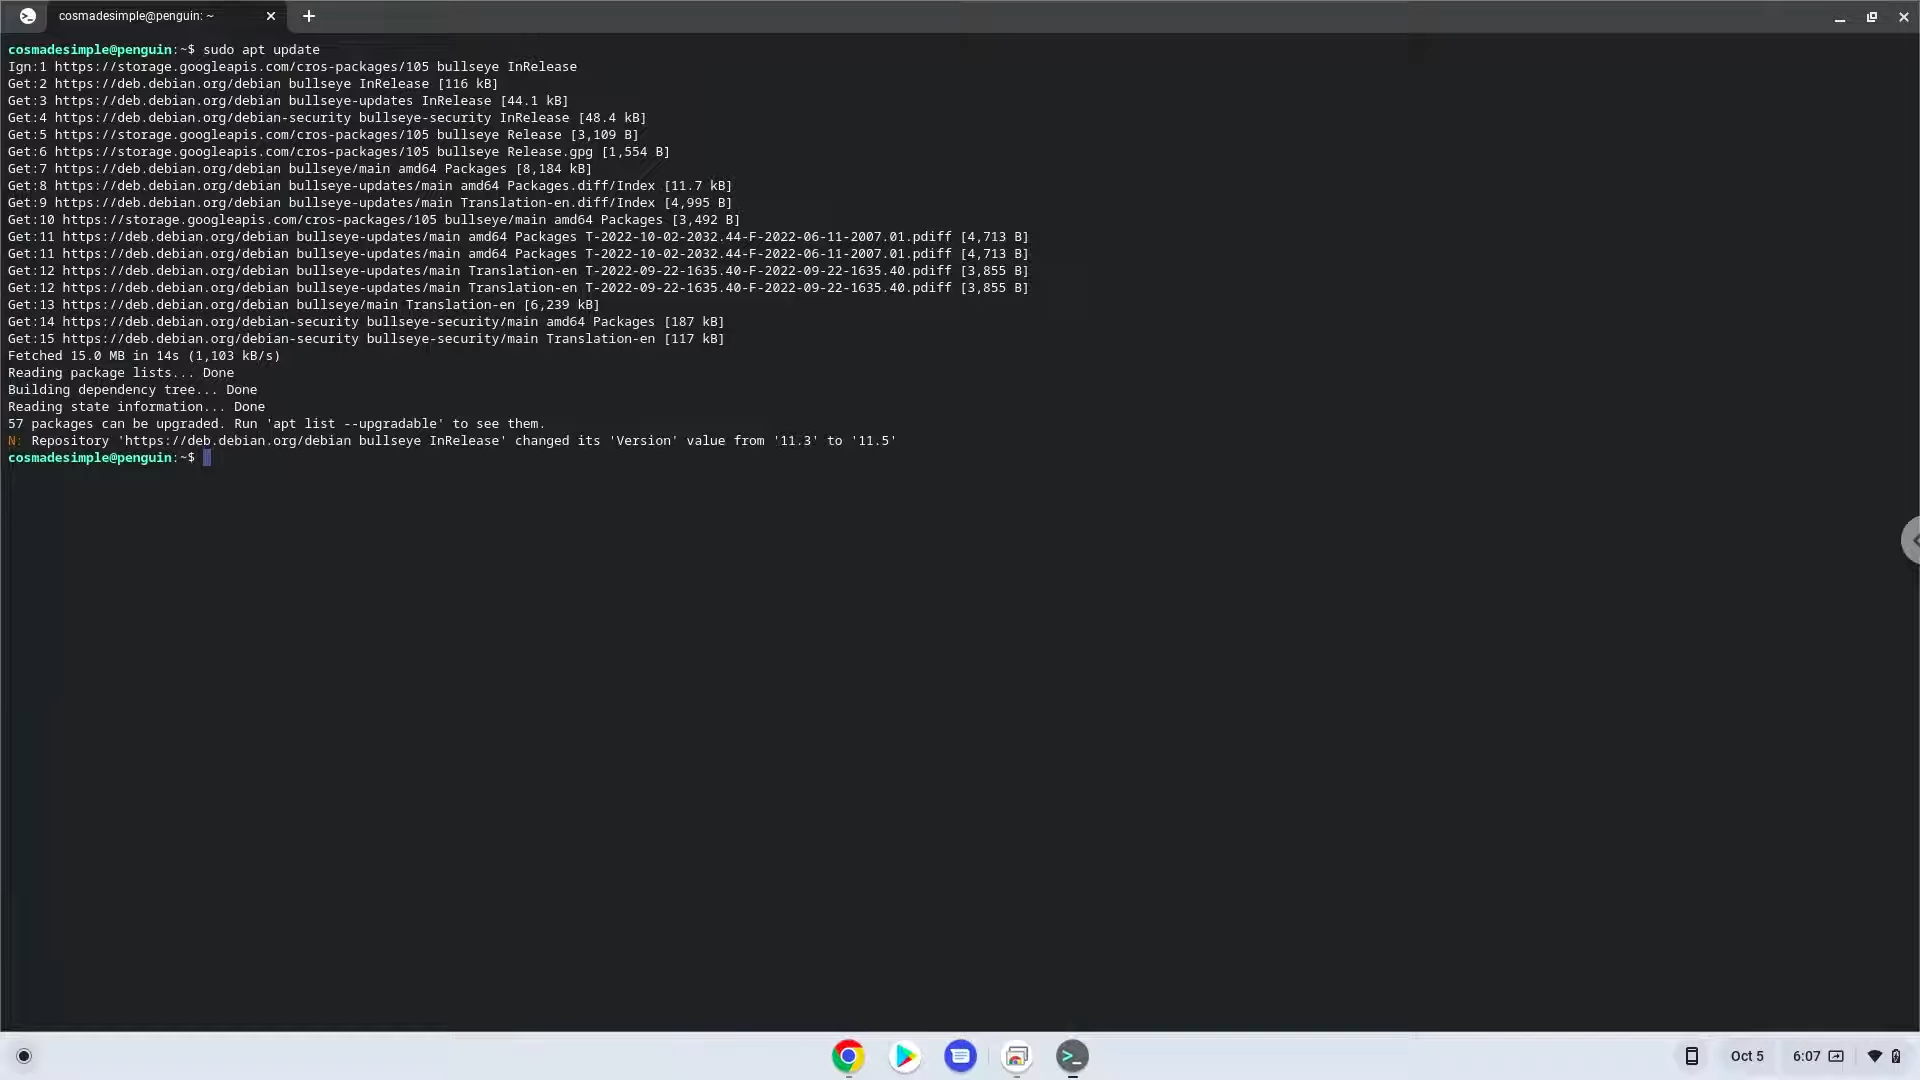 cosmadesimple@penguin: ~
cosmadesimple@penguin:~$ sudo apt update
Ign:1 https://storage.googleapis.com/cros-packages/105 bullseye InRelease
Get:2 https://deb.debian.org/debian bullseye InRelease [116 kB]
Get:3 https://deb.debian.org/debian bullseye-updates InRelease [44.1 kB]
Get:4 https://deb.debian.org/debian-security bullseye-security InRelease [48.4 kB]
Get:5 https://storage.googleapis.com/cros-packages/105 bullseye Release [3,109 B]
Get:6 https://storage.googleapis.com/cros-packages/105 bullseye Release.gpg [1,554 B]
Get:7 https://deb.debian.org/debian bullseye/main amd64 Packages [8,184 kB]
Get:8 https://deb.debian.org/debian bullseye-updates/main amd64 Packages.diff/Index [11.7 kB]
Get:9 https://deb.debian.org/debian bullseye-updates/main Translation-en.diff/Index [4,995 B]
Get:10 https://storage.googleapis.com/cros-packages/105 bullseye/main amd64 Packages [3,492 B]
Get:11 https://deb.debian.org/debian bullseye-updates/main amd64 Packages T-2022-10-02-2032.44-F-2022-06-11-2007.01.pdiff [4,713 B]
Get:11 https://deb.debian.org/debian bullseye-updates/main amd64 Packages T-2022-10-02-2032.44-F-2022-06-11-2007.01.pdiff [4,713 B]
Get:12 https://deb.debian.org/debian bullseye-updates/main Translation-en T-2022-09-22-1635.40-F-2022-09-22-1635.40.pdiff [3,855 B]
Get:12 https://deb.debian.org/debian bullseye-updates/main Translation-en T-2022-09-22-1635.40-F-2022-09-22-1635.40.pdiff [3,855 B]
Get:13 https://deb.debian.org/debian bullseye/main Translation-en [6,239 kB]
Get:14 https://deb.debian.org/debian-security bullseye-security/main amd64 Packages [187 kB]
Get:15 https://deb.debian.org/debian-security bullseye-security/main Translation-en [117 kB]
Fetched 15.0 MB in 14s (1,103 kB/s)
Reading package lists... Done
Building dependency tree... Done
Reading state information... Done
57 packages can be upgraded. Run 'apt list --upgradable' to see them.
N: Repository 'https://deb.debian.org/debian bullseye InRelease' changed its 'Version' value from '11.3' to '11.5'
cosmadesimple@penguin:~$
Oct 5 6:07